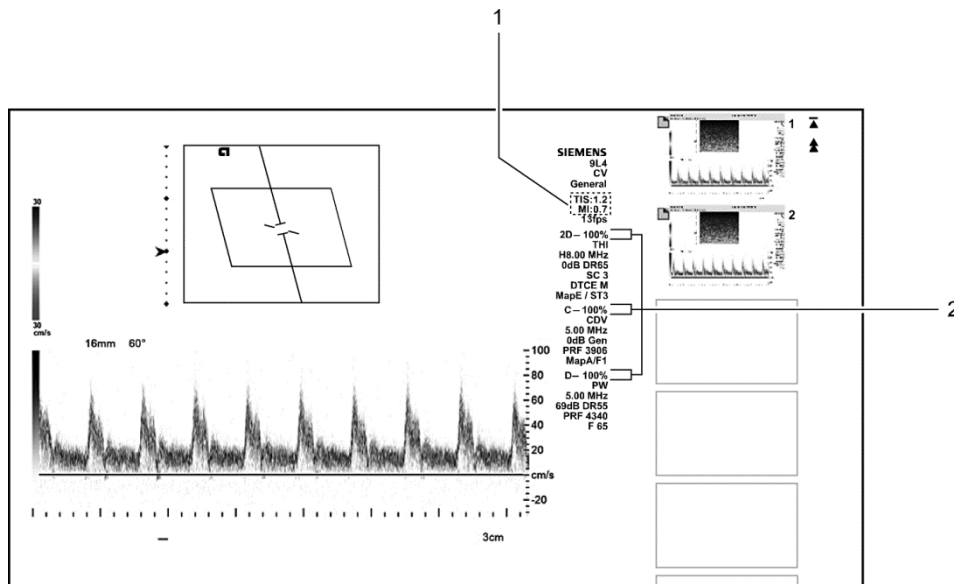 1
SIEMENS
9L4
CV
General
TIS:1.2
MI:0.7
13fps
2D– 100%
THI
H8.00 MHz
0dB DR65
SC 3
DTCE M
MapE / ST3
C– 100%
CDV
5.00 MHz
0dB Gen
PRF 3906
MapA/F1
D– 100%
PW
5.00 MHz
69dB DR55
PRF 4340
F 65
1
2
2
30
30
cm/s
16mm 60°
100
80
60
40
20
cm/s
-20
3cm